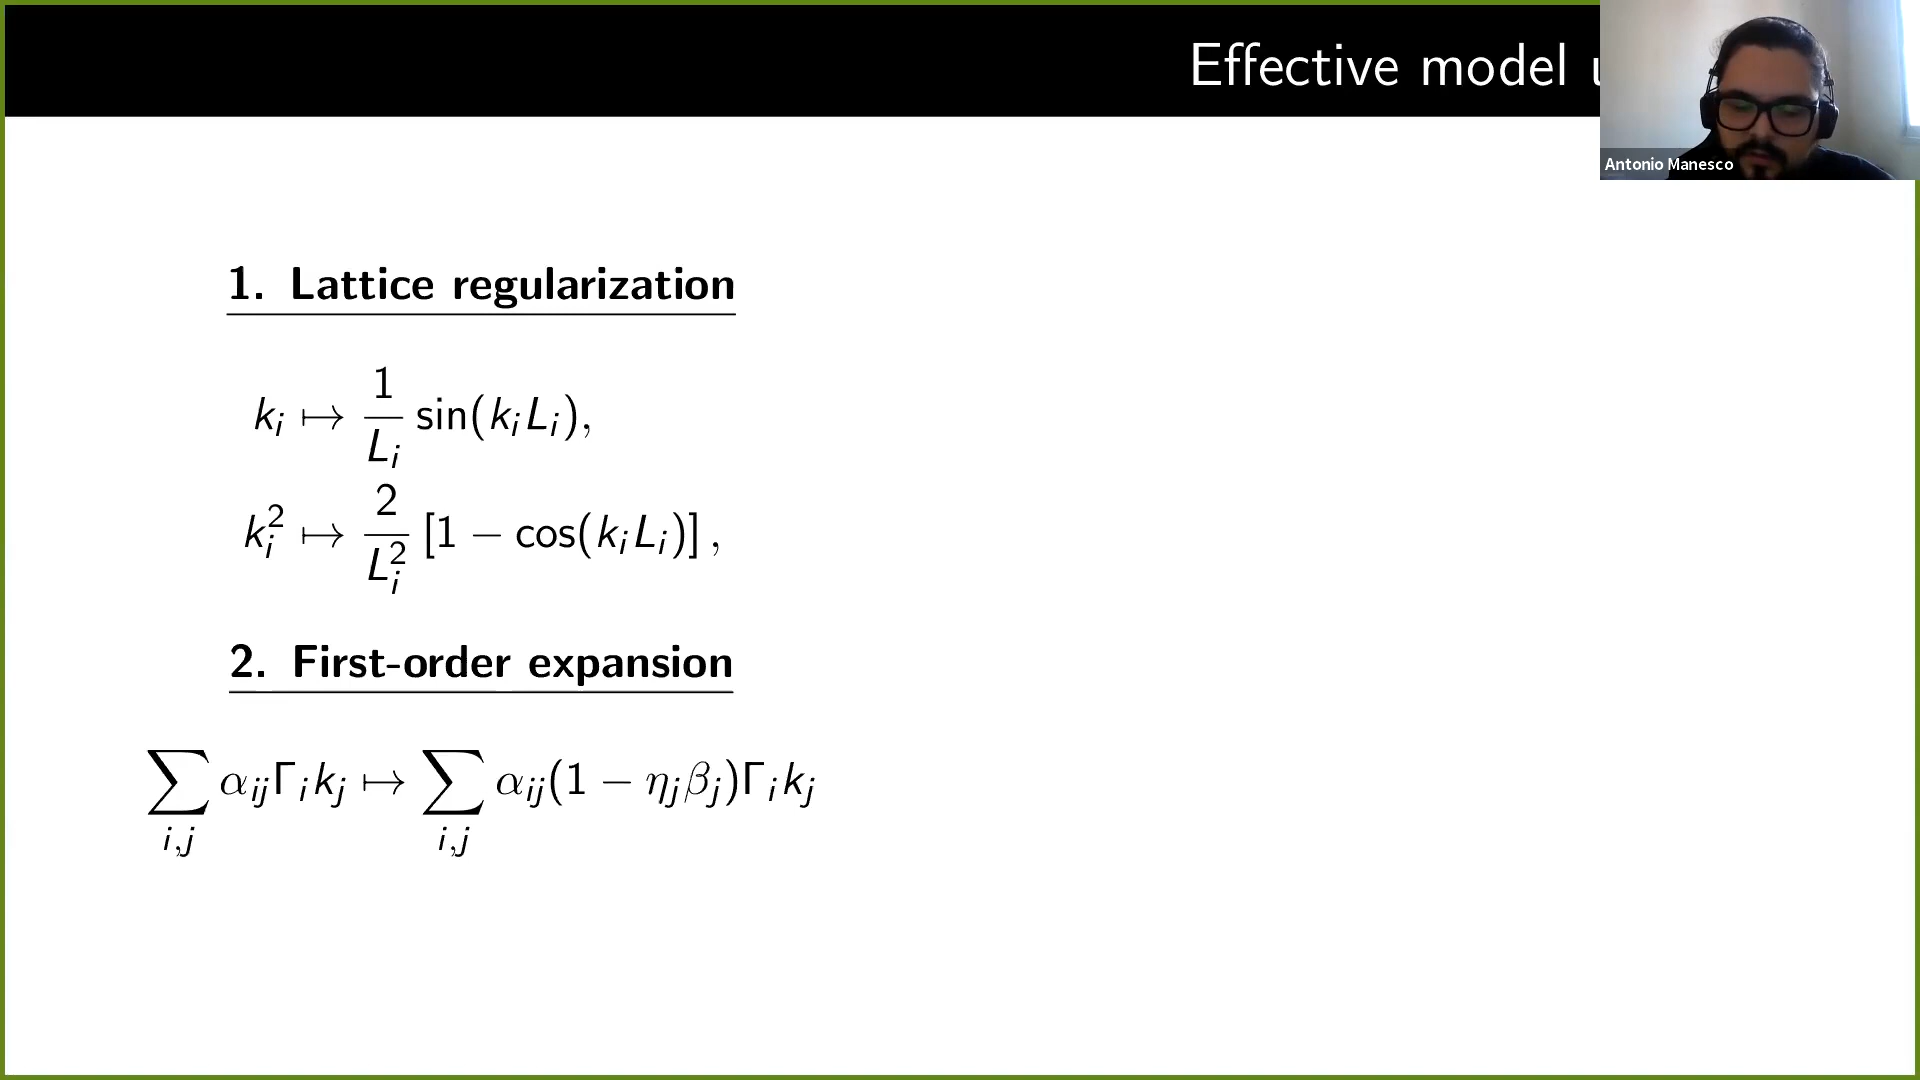 Effective model
Antonio Manesco
1. Lattice regularization
k_i ↦ 1/L_i sin(k_i L_i),
k_i^2 ↦ 2/L_i^2 [1 − cos(k_i L_i)],
2. First-order expansion
∑_{i,j} α_{ij} Γ_i k_j ↦ ∑_{i,j} α_{ij}(1 − η_j β_j) Γ_i k_j